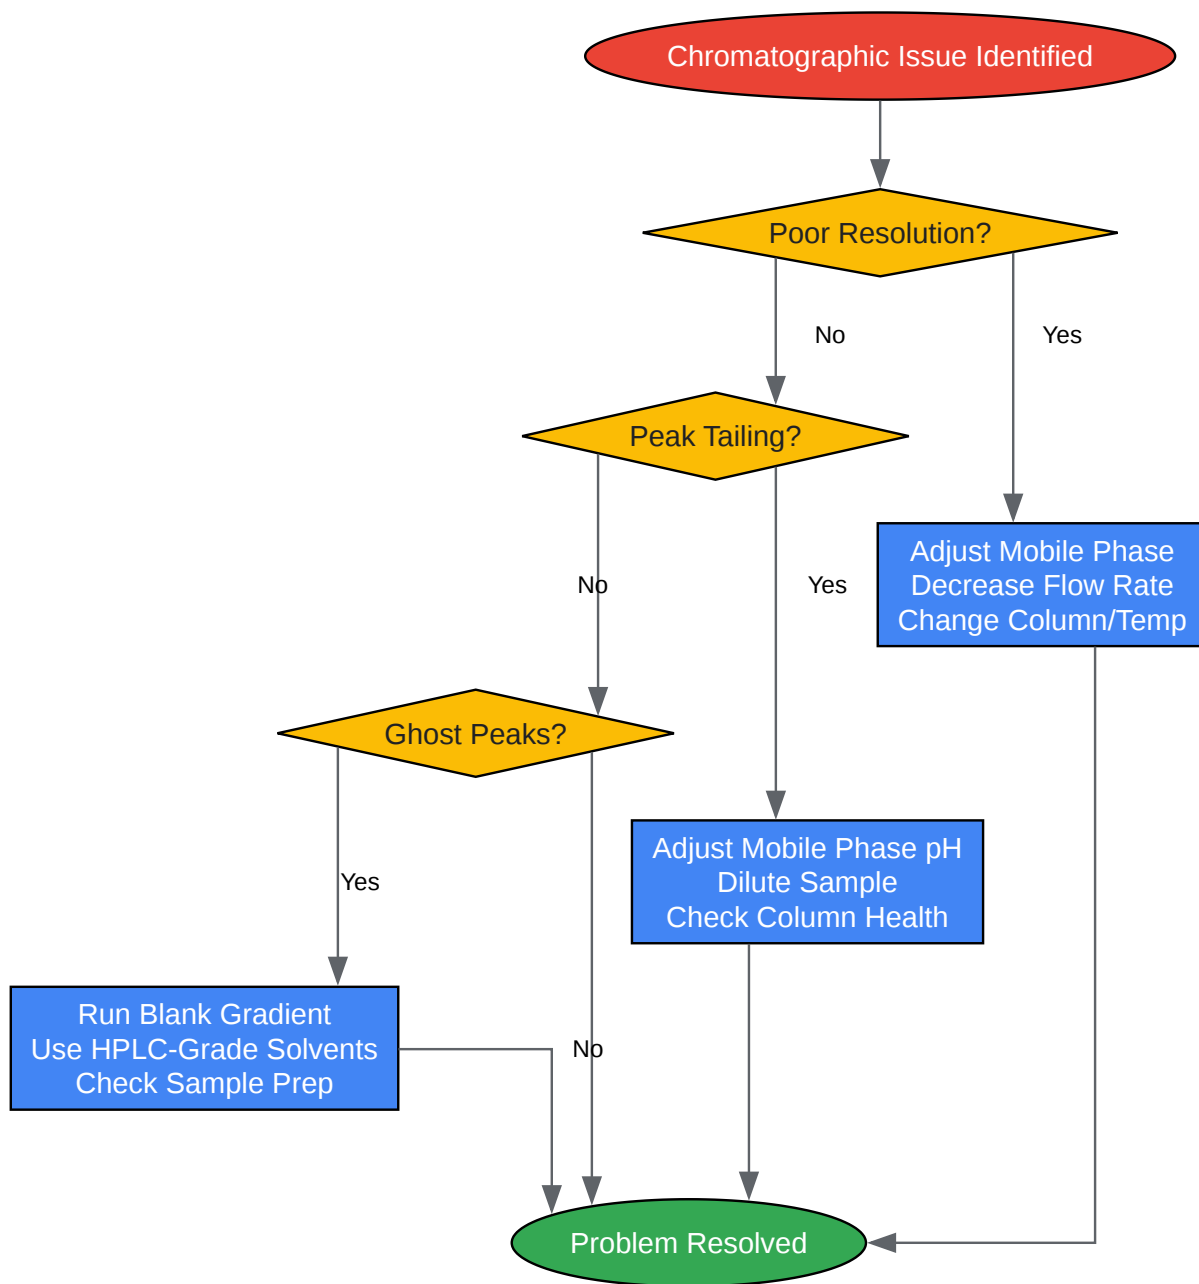 Chromatographic Issue Identified
Poor Resolution?
No
Yes
Peak Tailing?
Adjust Mobile Phase
Decrease Flow Rate
Change Column/Temp
No
Yes
Ghost Peaks?
Adjust Mobile Phase pH
Dilute Sample
Check Column Health
Yes
Run Blank Gradient
Use HPLC-Grade Solvents
Check Sample Prep
No
Problem Resolved